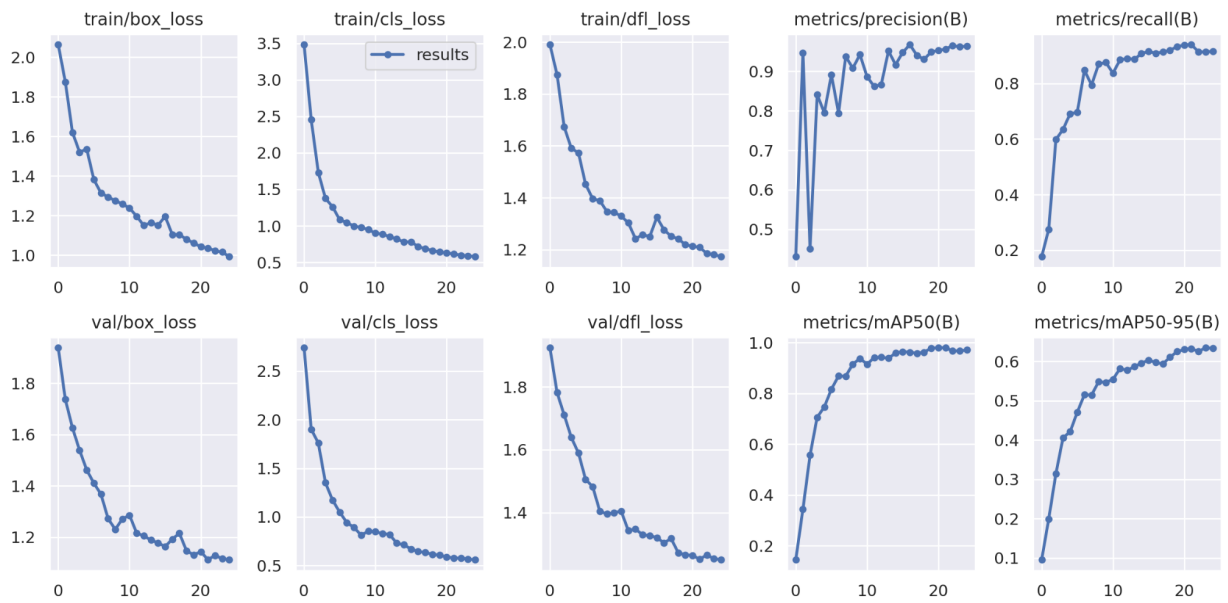 train/box_loss train/cls_loss train/dfl_loss metrics/precision(B) metrics/recall(B)
2.0 1.8 1.6 1.4 1.2 1.0
3.5 3.0 2.5 2.0 1.5 1.0 0.5
results
2.0 1.8 1.6 1.4 1.2
0.9 0.8 0.7 0.6 0.5
0.8 0.6 0.4 0.2
0 10 20 0 10 20 0 10 20 0 10 20 0 10 20
val/box_loss val/cls_loss val/dfl_loss metrics/mAP50(B) metrics/mAP50-95(B)
1.8 1.6 1.4 1.2
2.5 2.0 1.5 1.0 0.5
1.8 1.6 1.4
1.0 0.8 0.6 0.4 0.2
0.6 0.5 0.4 0.3 0.2 0.1
0 10 20 0 10 20 0 10 20 0 10 20 0 10 20